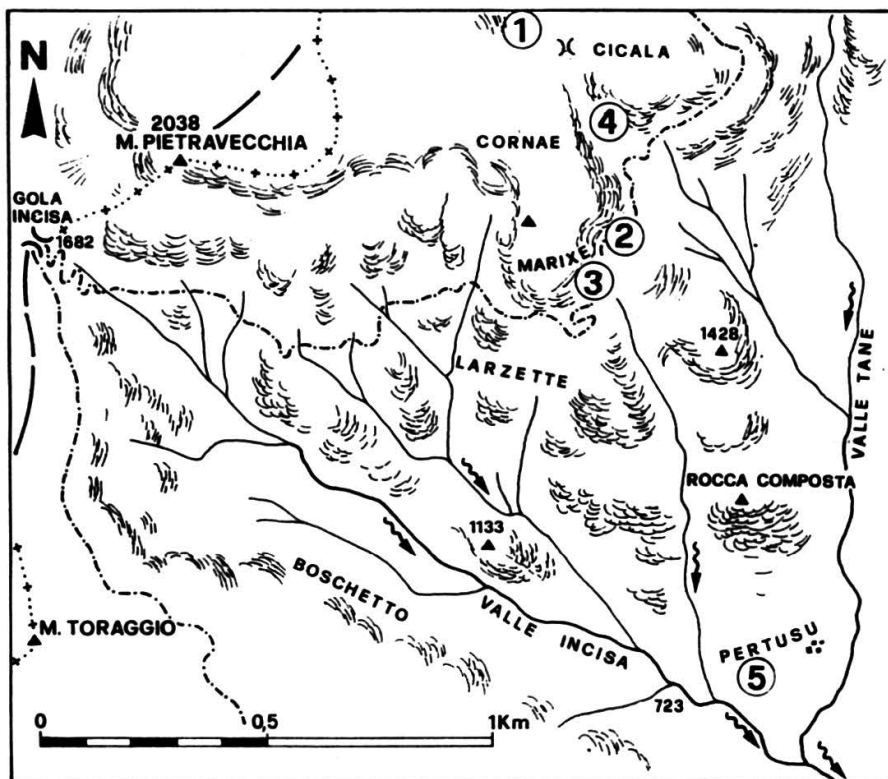 1
CICALA
N
2038
M. PIETRAVECCHIA
4
CORNAE
GOLA
INCISA
1682
2
MARIXE
3
1428
LARZETTE
VALLE TANE
ROCCA COMPOSTA
1133
BOSCHETTO
VALLE INCISA
M. TORAGGIO
PERTUSU
5
723
0
0,5
1Km